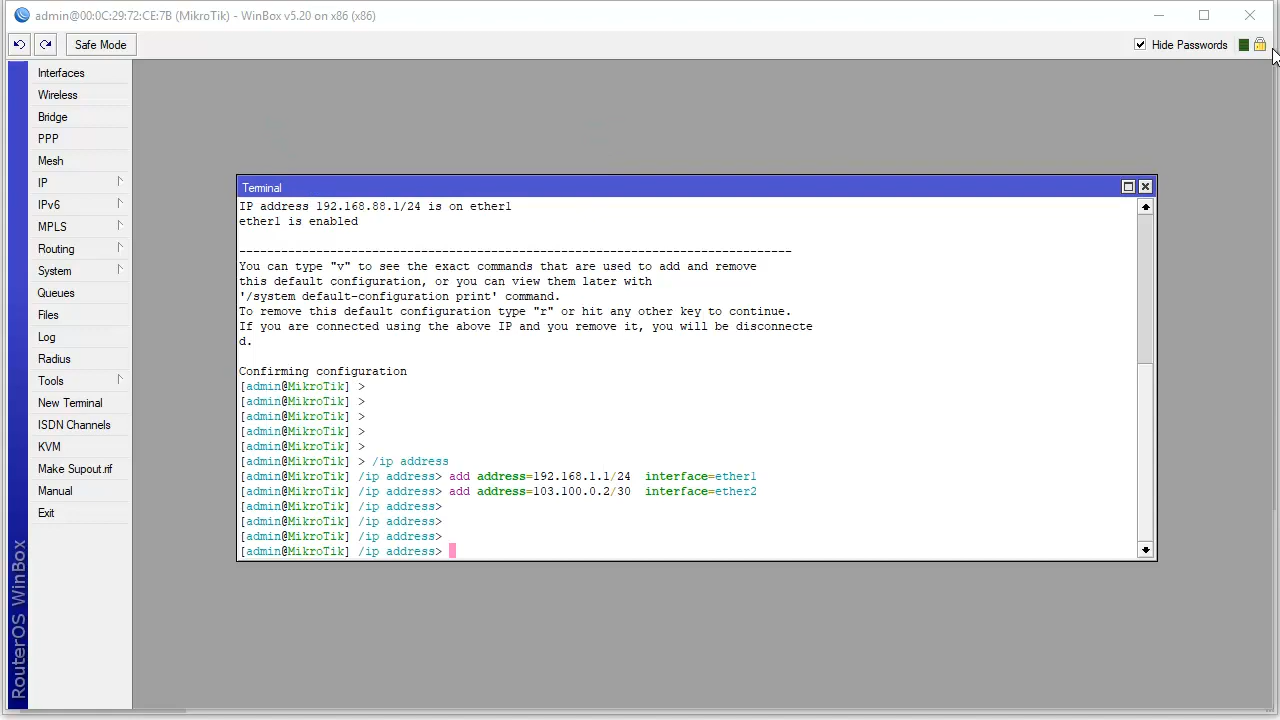 admin@00:0C:29:72:CE:7B (MikroTik) - WinBox v5.20 on x86 (x86)
Safe Mode
Hide Passwords
Interfaces
Wireless
Bridge
PPP
Mesh
IP
IPv6
MPLS
Routing
System
Queues
Files
Log
Radius
Tools
New Terminal
ISDN Channels
KVM
Make Supout.rif
Manual
Exit
RouterOS WinBox
Terminal
IP address 192.168.88.1/24 is on ether1
ether1 is enabled
-------------------------------------------------------------------------------
You can type "v" to see the exact commands that are used to add and remove
this default configuration, or you can view them later with
'/system default-configuration print' command.
To remove this default configuration type "r" or hit any other key to continue.
If you are connected using the above IP and you remove it, you will be disconnecte
d.
Confirming configuration
[admin@MikroTik] >
[admin@MikroTik] >
[admin@MikroTik] >
[admin@MikroTik] >
[admin@MikroTik] >
[admin@MikroTik] > /ip address
[admin@MikroTik] /ip address> add address=192.168.1.1/24  interface=ether1
[admin@MikroTik] /ip address> add address=103.100.0.2/30  interface=ether2
[admin@MikroTik] /ip address>
[admin@MikroTik] /ip address>
[admin@MikroTik] /ip address>
[admin@MikroTik] /ip address>